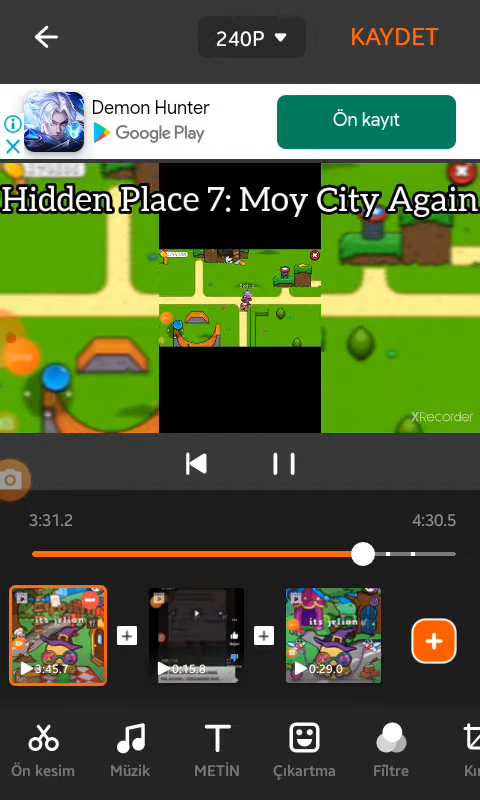 240P
KAYDET
Demon Hunter
Google Play
Ön kayıt
Hidden Place 7: Moy City Again
XRecorder
3:31.2
4:30.5
its jelian
3:45.7
0:15.8
its jelian
0:29.0
Ön kesim
Müzik
METİN
Çıkartma
Filtre
Kı